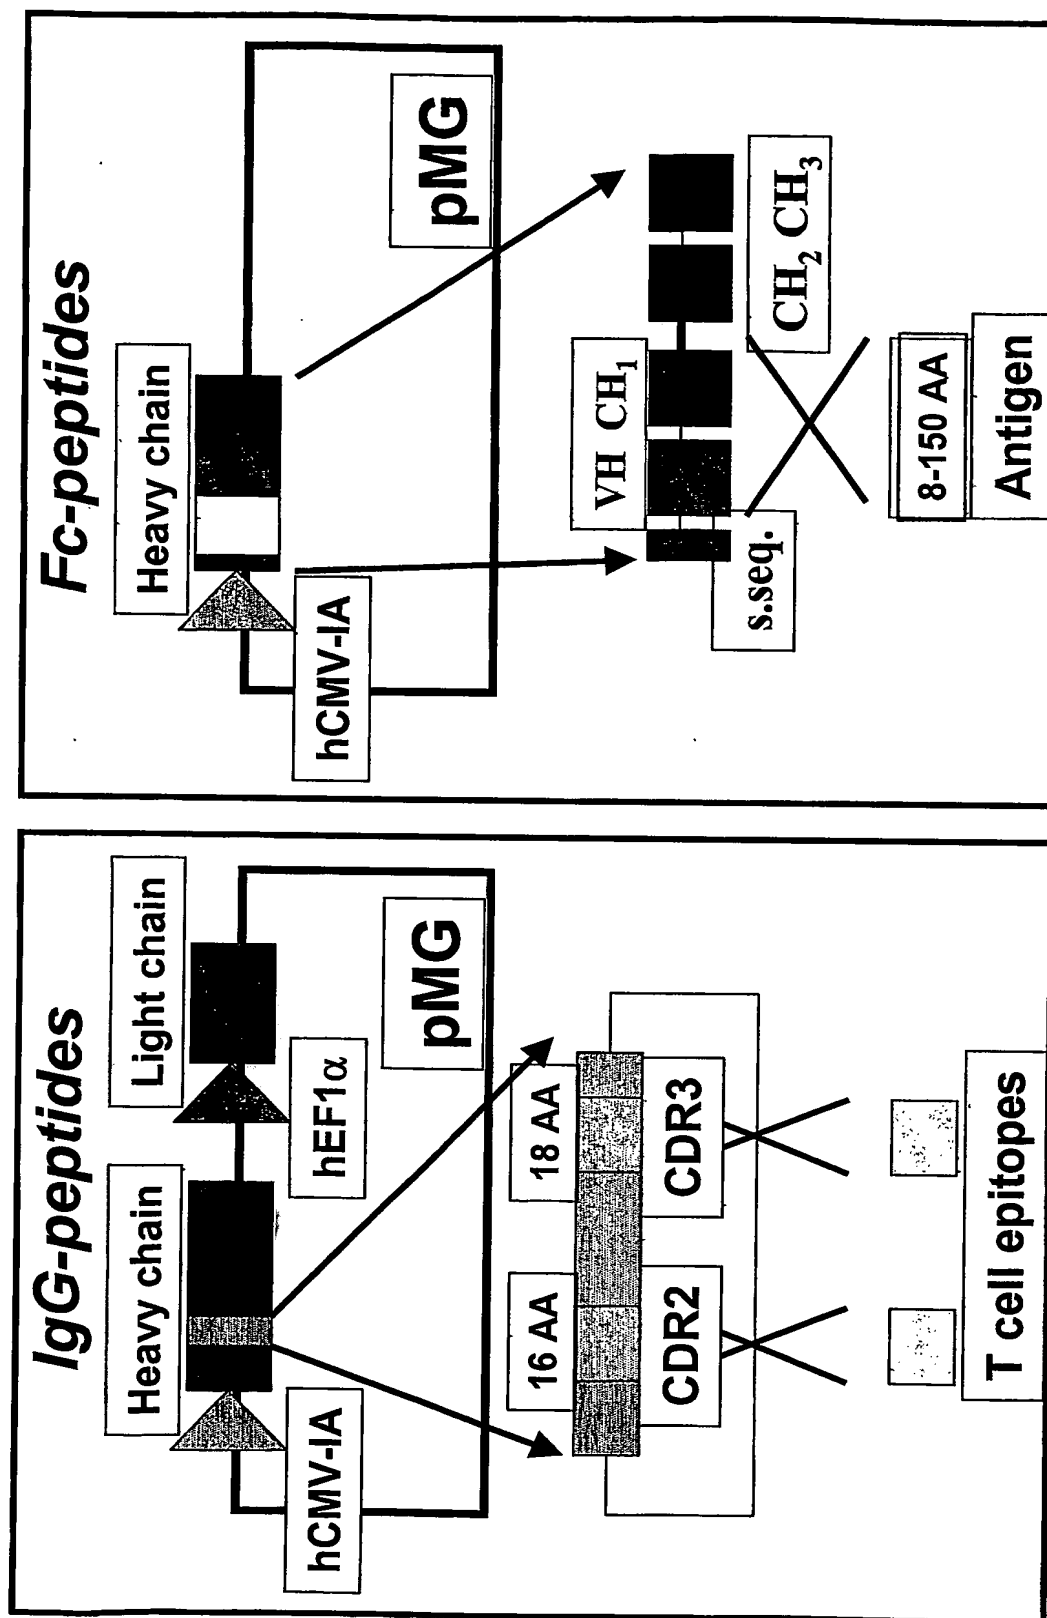 IgG-peptides
Heavy chain
Light chain
hCMV-IA
hEF1α
pMG
16 AA
18 AA
CDR2
CDR3
T cell epitopes
Fc-peptides
Heavy chain
hCMV-IA
pMG
VH CH₁
s.seq.
CH₂ CH₃
8-150 AA
Antigen